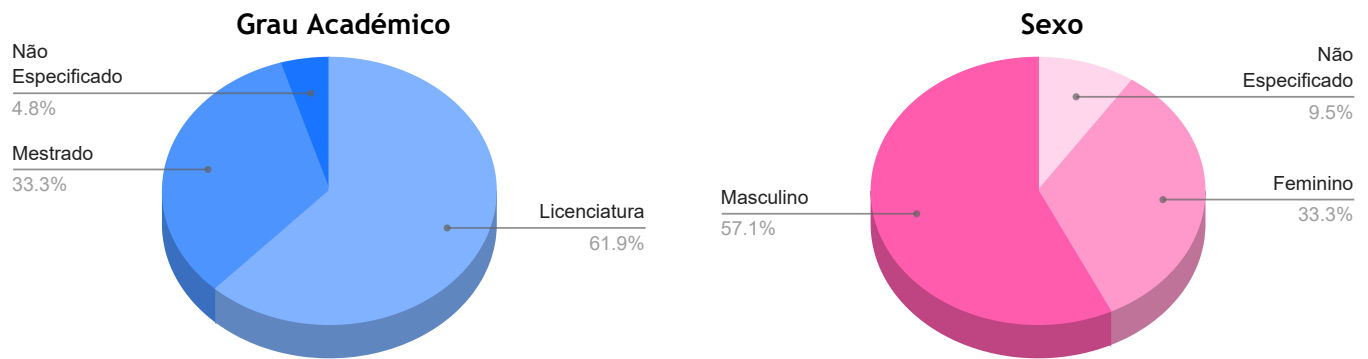 Grau Académico
Não
Especificado
4.8%
Mestrado
33.3%
Licenciatura
61.9%
Sexo
Não
Especificado
9.5%
Feminino
33.3%
Masculino
57.1%